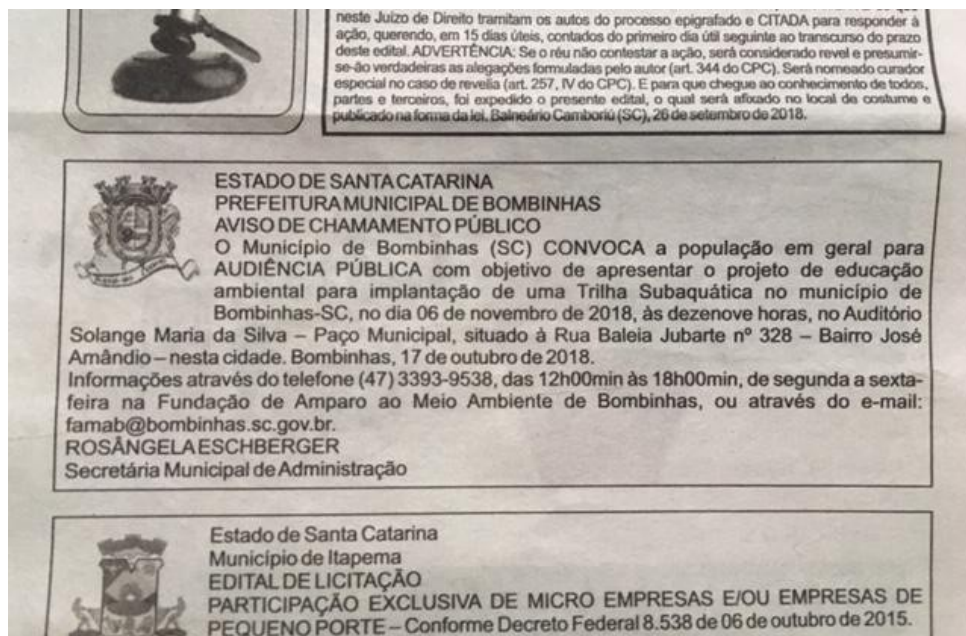 neste Juízo de Direito tramitam os autos do processo epigrafado e CITADA para responder à
ação, querendo, em 15 dias úteis, contados do primeiro dia útil seguinte ao transcurso do prazo
deste edital. ADVERTÊNCIA: Se o réu não contestar a ação, será considerado revel e presumir-
se-ão verdadeiras as alegações formuladas pelo autor (art. 344 do CPC). Será nomeado curador
especial no caso de revelia (art. 257, IV do CPC). E para que chegue ao conhecimento de todos,
partes e terceiros, foi expedido o presente edital, o qual será afixado no local de costume e
publicado na forma da lei. Balneário Camboriú (SC), 26 de setembro de 2018.
ESTADO DE SANTA CATARINA
PREFEITURA MUNICIPAL DE BOMBINHAS
AVISO DE CHAMAMENTO PÚBLICO
O Município de Bombinhas (SC) CONVOCA a população em geral para
AUDIÊNCIA PÚBLICA com objetivo de apresentar o projeto de educação
ambiental para implantação de uma Trilha Subaquática no município de
Bombinhas-SC, no dia 06 de novembro de 2018, às dezenove horas, no Auditório
Solange Maria da Silva – Paço Municipal, situado à Rua Baleia Jubarte nº 328 – Bairro José
Amândio – nesta cidade. Bombinhas, 17 de outubro de 2018.
Informações através do telefone (47) 3393-9538, das 12h00min às 18h00min, de segunda a sexta-
feira na Fundação de Amparo ao Meio Ambiente de Bombinhas, ou através do e-mail:
famab@bombinhas.sc.gov.br.
ROSÂNGELA ESCHBERGER
Secretária Municipal de Administração
Estado de Santa Catarina
Município de Itapema
EDITAL DE LICITAÇÃO
PARTICIPAÇÃO EXCLUSIVA DE MICRO EMPRESAS E/OU EMPRESAS DE
PEQUENO PORTE – Conforme Decreto Federal 8.538 de 06 de outubro de 2015.